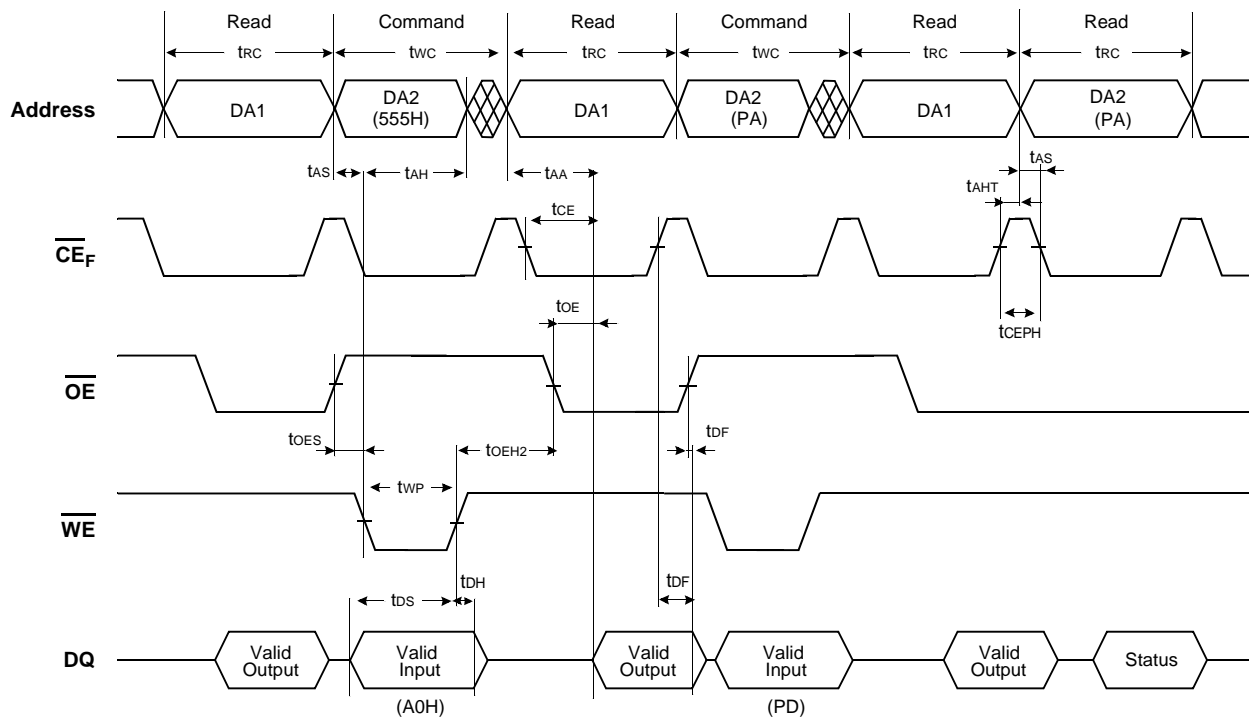 Read Command Read Command Read Read
tRC tWC tRC tWC tRC tRC
Address DA1 DA2 (555H) DA1 DA2 (PA) DA1 DA2 (PA)
tAS tAH tAA tAS
tAHT
tCE
CEF
tOE
tCEPH
OE
tOES tOEH2 tDF
tWP
WE
tDH tDF
tDS
DQ Valid Output Valid Input Valid Output Valid Input Valid Output Status
(A0H) (PD)